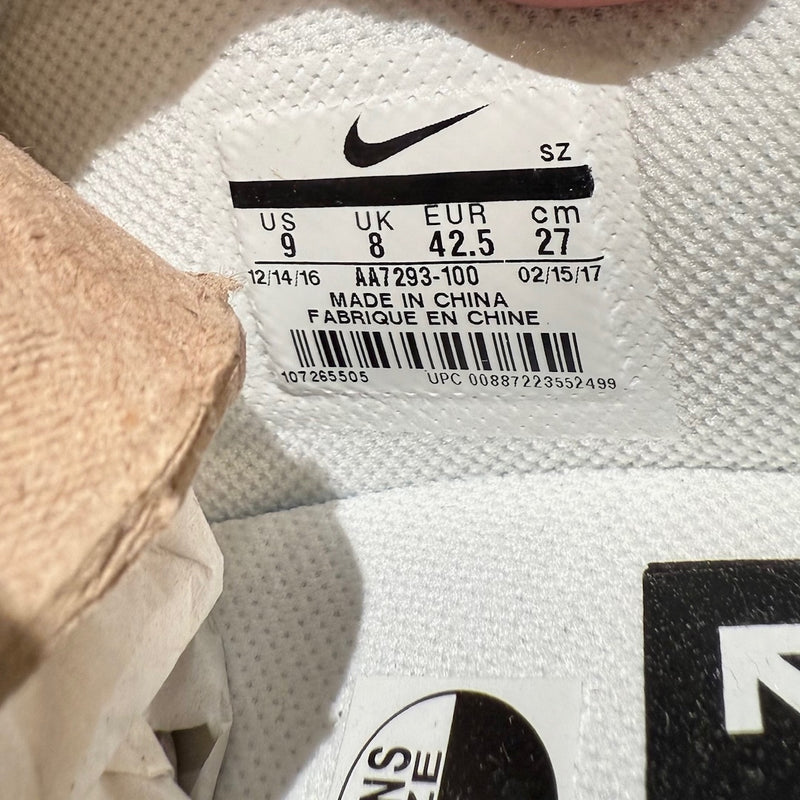 SZ
US UK EUR cm
9 8 42.5 27
12/14/16 AA7293-100 02/15/17
MADE IN CHINA
FABRIQUE EN CHINE
107265505 UPC 00887223552499